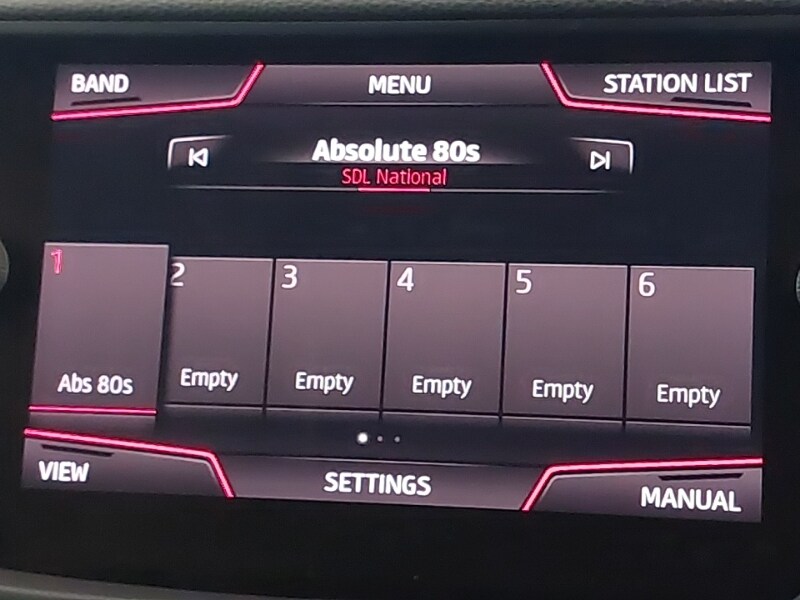 BAND MENU STATION LIST
Absolute 80s
SDL National
1 2 3 4 5 6
Abs 80s Empty Empty Empty Empty Empty
VIEW SETTINGS MANUAL